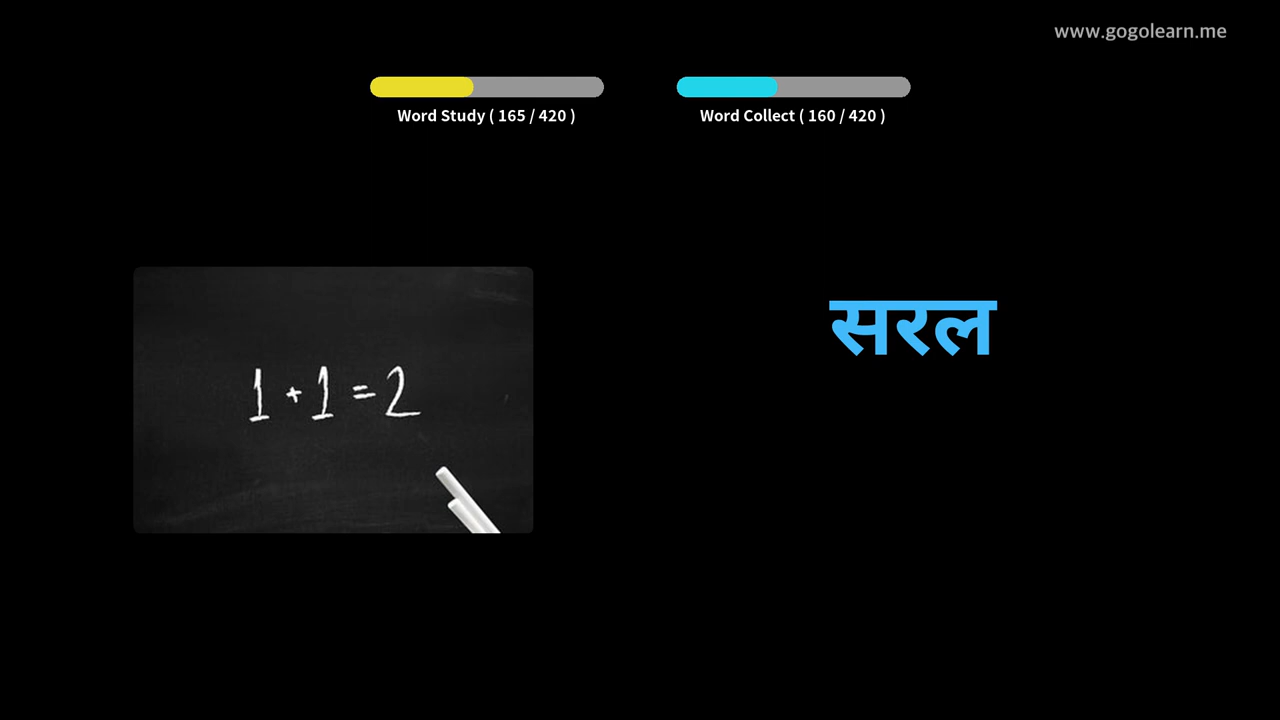 www.gogolearn.me
Word Study ( 165 / 420 )
Word Collect ( 160 / 420 )
1 + 1 = 2
सरल